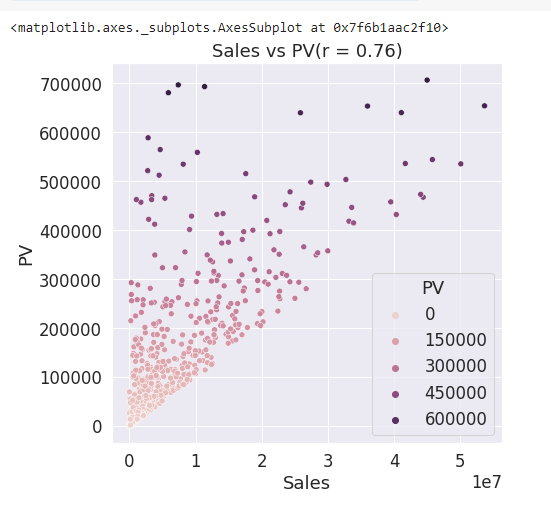 <matplotlib.axes._subplots.AxesSubplot at 0x7f6b1aac2f10>
Sales vs PV(r = 0.76)
700000
600000
500000
400000
300000
200000
100000
0
PV
PV
0
150000
300000
450000
600000
0 1 2 3 4 5
1e7
Sales